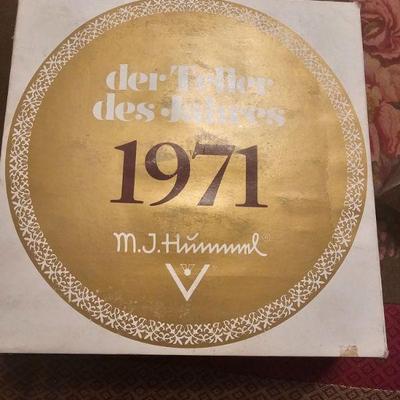 der Teller
des Jahres
1971
M.J.Hummel®